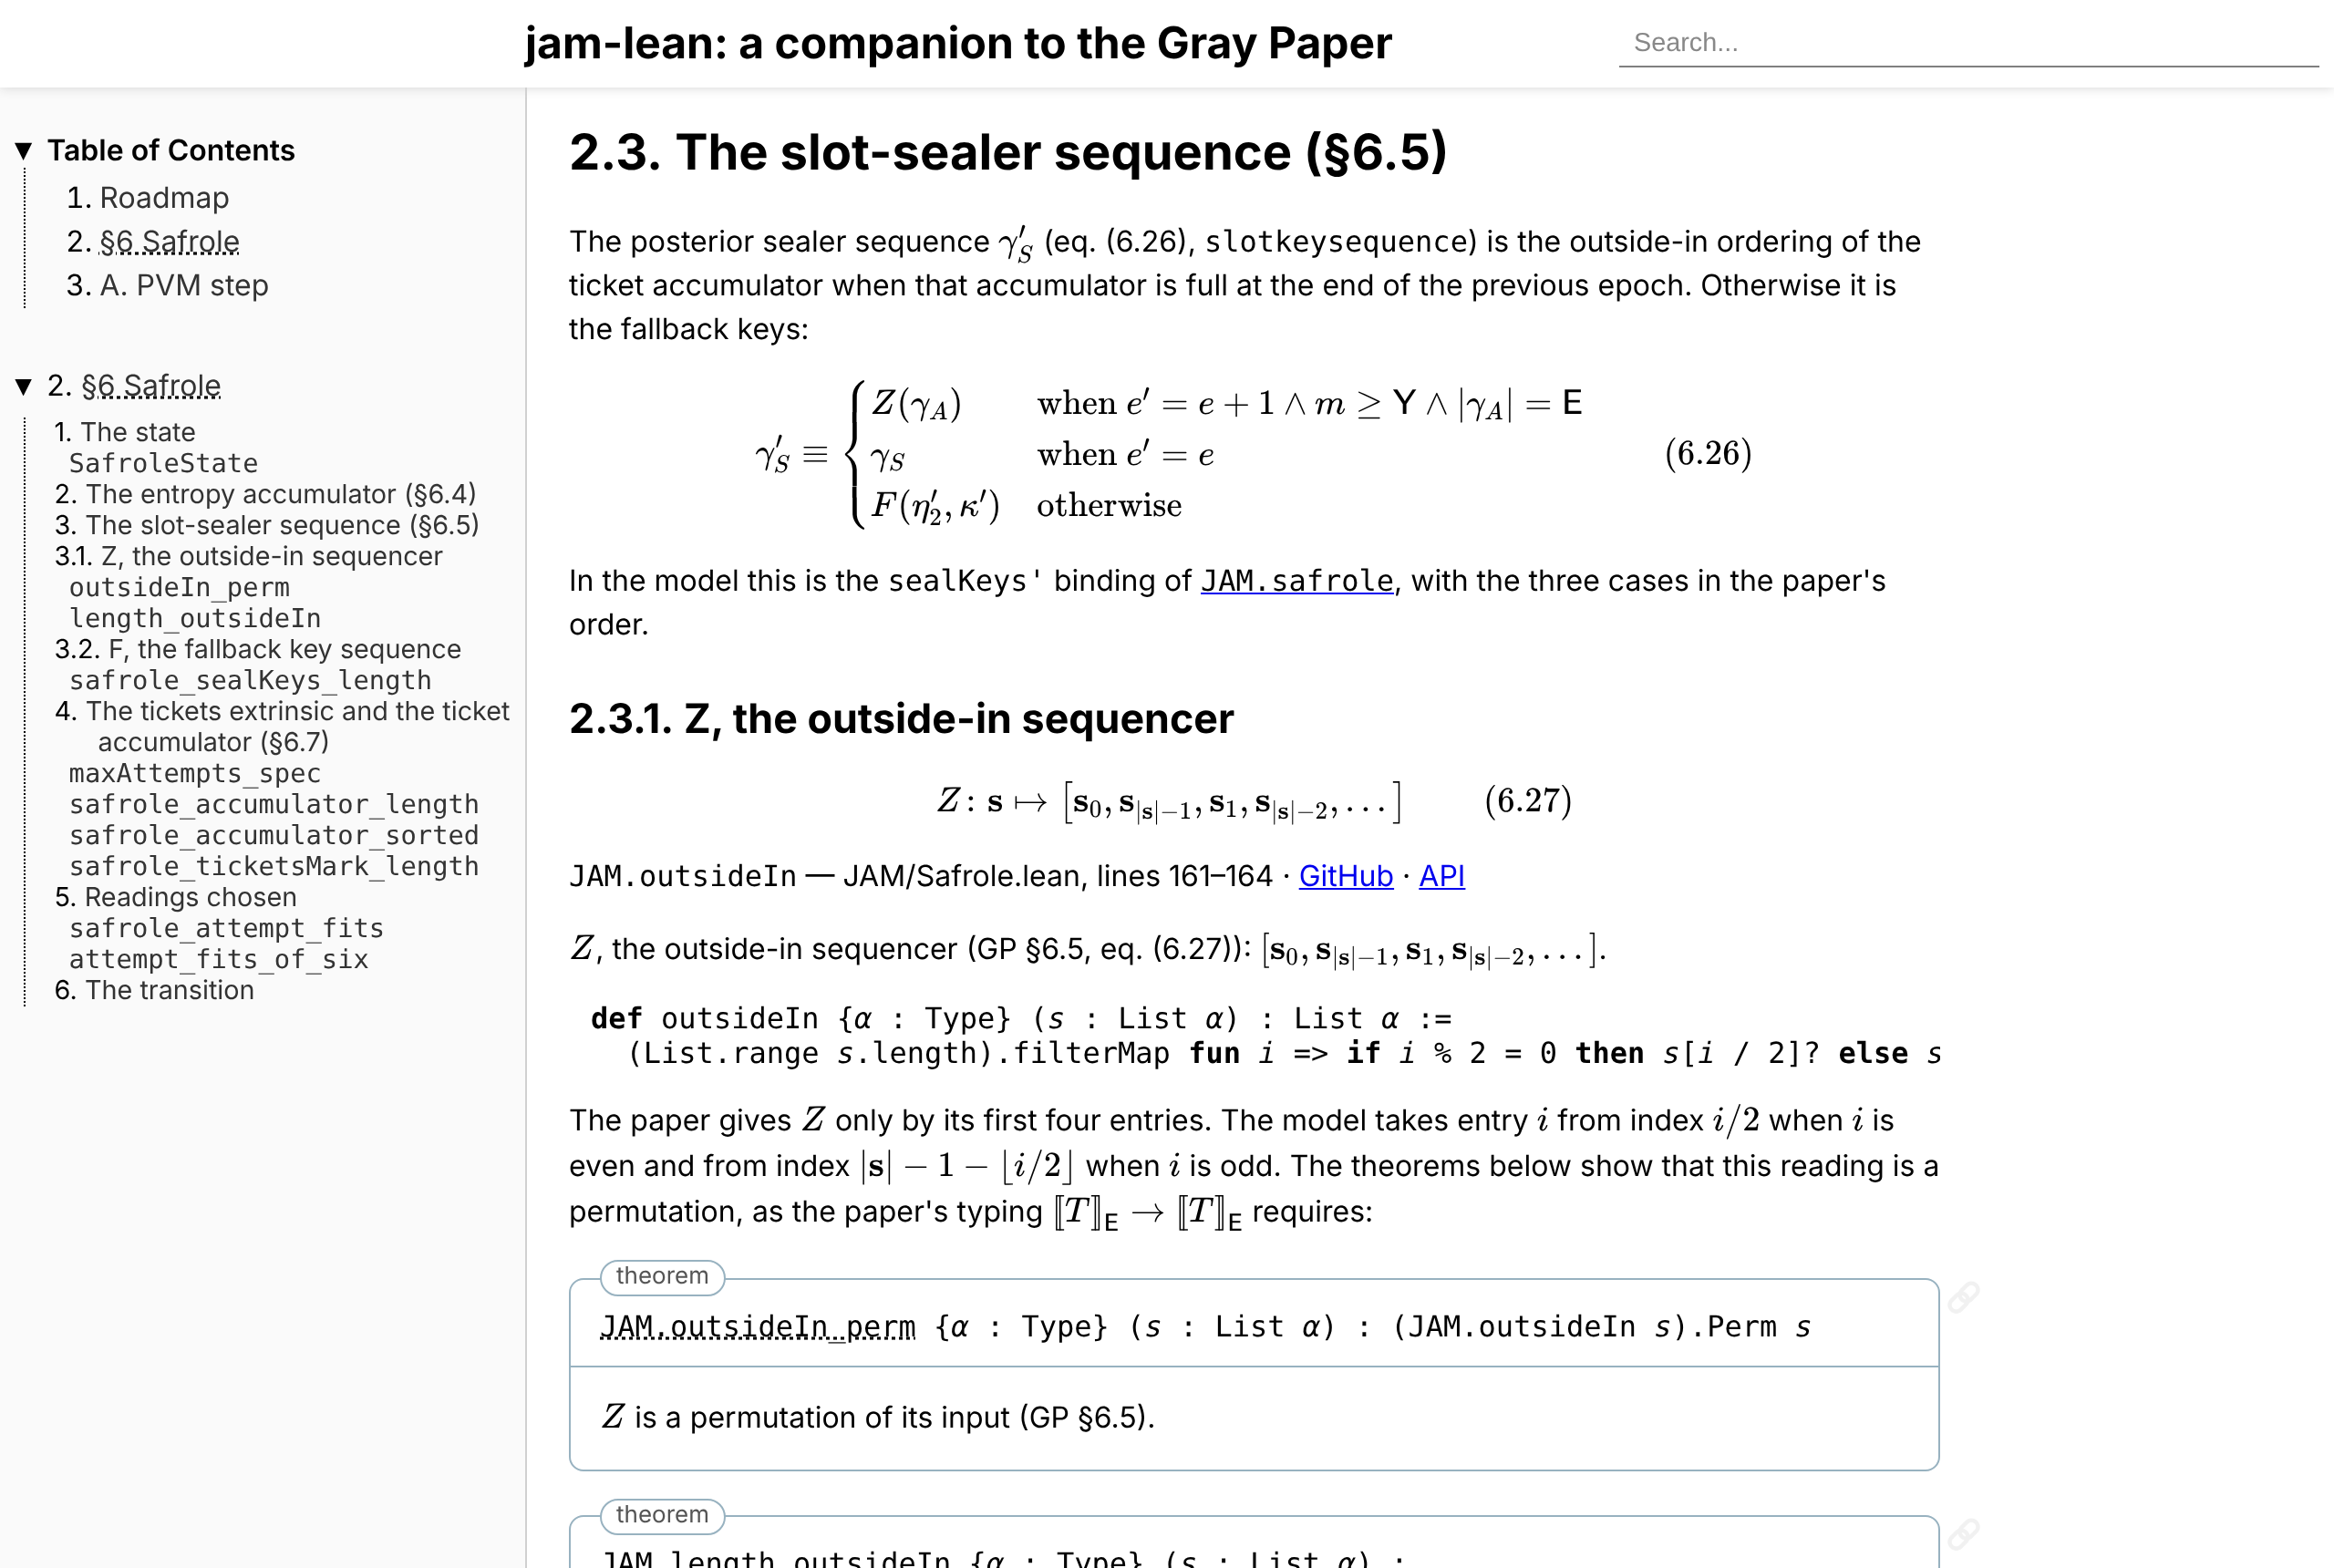 jam-lean: a companion to the Gray Paper
Search...
▼ Table of Contents
1. Roadmap
2. §6 Safrole
3. A. PVM step
▼ 2. §6 Safrole
1. The state
SafroleState
2. The entropy accumulator (§6.4)
3. The slot-sealer sequence (§6.5)
3.1. Z, the outside-in sequencer
outsideIn_perm
length_outsideIn
3.2. F, the fallback key sequence
safrole_sealKeys_length
4. The tickets extrinsic and the ticket
accumulator (§6.7)
maxAttempts_spec
safrole_accumulator_length
safrole_accumulator_sorted
safrole_ticketsMark_length
5. Readings chosen
safrole_attempt_fits
attempt_fits_of_six
6. The transition
2.3. The slot-sealer sequence (§6.5)
The posterior sealer sequence γ′_S (eq. (6.26), slotkeysequence) is the outside-in ordering of the
ticket accumulator when that accumulator is full at the end of the previous epoch. Otherwise it is
the fallback keys:
Z(γ_A) when e′ = e + 1 ∧ m ≥ Y ∧ |γ_A| = E
γ′_S ≡ { γ_S when e′ = e (6.26)
F(η′_2, κ′) otherwise
In the model this is the sealKeys' binding of JAM.safrole, with the three cases in the paper's
order.
2.3.1. Z, the outside-in sequencer
Z: s ↦ [s_0, s_{|s|−1}, s_1, s_{|s|−2}, ...] (6.27)
JAM.outsideIn — JAM/Safrole.lean, lines 161–164 · GitHub · API
Z, the outside-in sequencer (GP §6.5, eq. (6.27)): [s_0, s_{|s|−1}, s_1, s_{|s|−2}, ...].
def outsideIn {α : Type} (s : List α) : List α :=
(List.range s.length).filterMap fun i => if i % 2 = 0 then s[i / 2]? else s
The paper gives Z only by its first four entries. The model takes entry i from index i/2 when i is
even and from index |s| − 1 − ⌊i/2⌋ when i is odd. The theorems below show that this reading is a
permutation, as the paper's typing ⟦T⟧_E → ⟦T⟧_E requires:
theorem
JAM.outsideIn_perm {α : Type} (s : List α) : (JAM.outsideIn s).Perm s
Z is a permutation of its input (GP §6.5).
theorem
JAM.length_outsideIn {α : Type} (s : List α) :